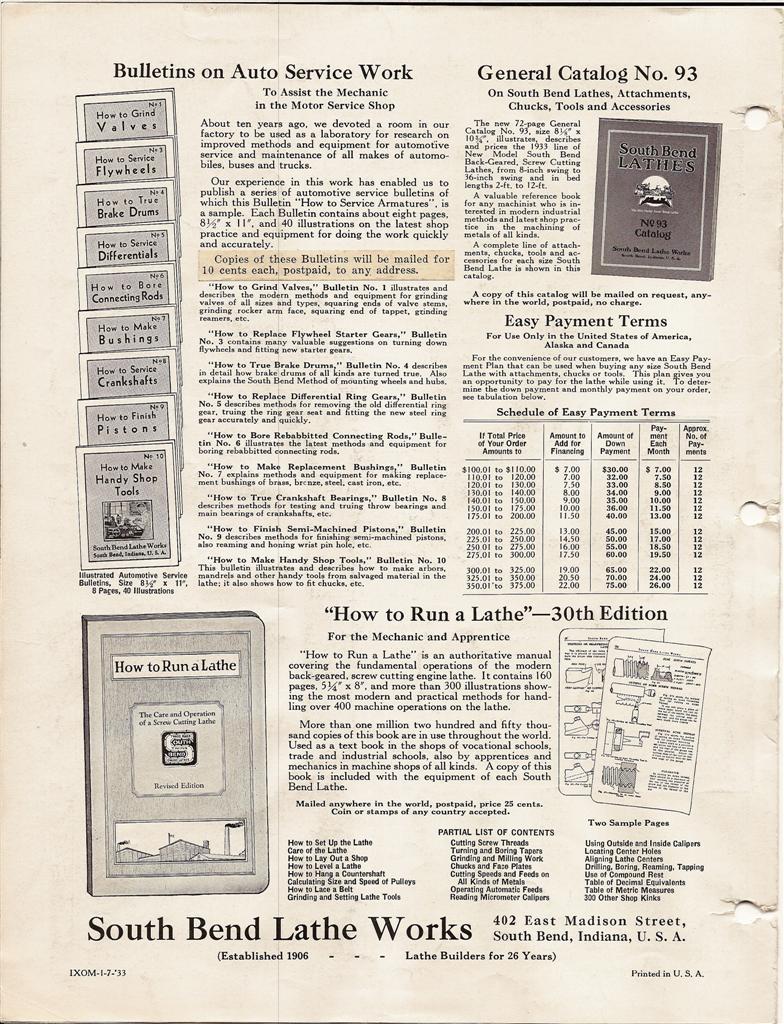 Bulletins on Auto Service Work
To Assist the Mechanic
in the Motor Service Shop
Nº 1
How to Grind
Valves
Nº 3
How to Service
Flywheels
Nº 4
How to True
Brake Drums
Nº 5
How to Service
Differentials
Nº 6
How to Bore
Connecting Rods
Nº 7
How to Make
Bushings
Nº 8
How to Service
Crankshafts
Nº 9
How to Finish
Pistons
Nº 10
How to Make
Handy Shop
Tools
South Bend Lathe Works
South Bend, Indiana, U. S. A.
Illustrated Automotive Service
Bulletins, Size 8½" x 11",
8 Pages, 40 Illustrations
About ten years ago, we devoted a room in our
factory to be used as a laboratory for research on
improved methods and equipment for automotive
service and maintenance of all makes of automo-
biles, buses and trucks.
Our experience in this work has enabled us to
publish a series of automotive service bulletins of
which this Bulletin "How to Service Armatures", is
a sample. Each Bulletin contains about eight pages,
8½" x 11", and 40 illustrations on the latest shop
practice and equipment for doing the work quickly
and accurately.
Copies of these Bulletins will be mailed for
10 cents each, postpaid, to any address.
"How to Grind Valves," Bulletin No. 1 illustrates and
describes the modern methods and equipment for grinding
valves of all sizes and types, squaring ends of valve stems,
grinding rocker arm face, squaring end of tappet, grinding
reamers, etc.
"How to Replace Flywheel Starter Gears," Bulletin
No. 3 contains many valuable suggestions on turning down
flywheels and fitting new starter gears.
"How to True Brake Drums," Bulletin No. 4 describes
in detail how brake drums of all kinds are turned true. Also
explains the South Bend Method of mounting wheels and hubs.
"How to Replace Differential Ring Gears," Bulletin
No. 5 describes methods for removing the old differential ring
gear, truing the ring gear seat and fitting the new steel ring
gear accurately and quickly.
"How to Bore Rebabbitted Connecting Rods," Bulle-
tin No. 6 illustrates the latest methods and equipment for
boring rebabbitted connecting rods.
"How to Make Replacement Bushings," Bulletin
No. 7 explains methods and equipment for making replace-
ment bushings of brass, bronze, steel, cast iron, etc.
"How to True Crankshaft Bearings," Bulletin No. 8
describes methods for testing and truing throw bearings and
main bearings of crankshafts, etc.
"How to Finish Semi-Machined Pistons," Bulletin
No. 9 describes methods for finishing semi-machined pistons,
also reaming and honing wrist pin hole, etc.
"How to Make Handy Shop Tools," Bulletin No. 10
This bulletin illustrates and describes how to make arbors,
mandrels and other handy tools from salvaged material in the
lathe; it also shows how to fit chucks, etc.
General Catalog No. 93
On South Bend Lathes, Attachments,
Chucks, Tools and Accessories
The new 72-page General
Catalog No. 93, size 8½" x
10¾", illustrates, describes
and prices the 1933 line of
New Model South Bend
Back-Geared, Screw Cutting
Lathes, from 8-inch swing to
36-inch swing and in bed
lengths 2-ft. to 12-ft.
A valuable reference book
for any machinist who is in-
terested in modern industrial
methods and latest shop prac-
tice in the machining of
metals of all kinds.
A complete line of attach-
ments, chucks, tools and ac-
cessories for each size South
Bend Lathe is shown in this
catalog.
South Bend
LATHES
Nº 93
Catalog
South Bend Lathe Works
South Bend, Indiana, U. S. A.
A copy of this catalog will be mailed on request, any-
where in the world, postpaid, no charge.
Easy Payment Terms
For Use Only in the United States of America,
Alaska and Canada
For the convenience of our customers, we have an Easy Pay-
ment Plan that can be used when buying any size South Bend
Lathe with attachments, chucks or tools. This plan gives you
an opportunity to pay for the lathe while using it. To deter-
mine the down payment and monthly payment on your order,
see tabulation below.
Schedule of Easy Payment Terms
If Total Price of Your Order Amounts to | Amount to Add for Financing | Amount of Down Payment | Pay-ment Each Month | Approx. No. of Pay-ments
$100.01 to $110.00 $ 7.00 $30.00 $ 7.00 12
110.01 to 120.00 7.00 32.00 7.50 12
120.01 to 130.00 7.50 33.00 8.50 12
130.01 to 140.00 8.00 34.00 9.00 12
140.01 to 150.00 9.00 35.00 10.00 12
150.01 to 175.00 10.00 36.00 11.50 12
175.01 to 200.00 11.50 40.00 13.00 12
200.01 to 225.00 13.00 45.00 15.00 12
225.01 to 250.00 14.50 50.00 17.00 12
250.01 to 275.00 16.00 55.00 18.50 12
275.01 to 300.00 17.50 60.00 19.50 12
300.01 to 325.00 19.00 65.00 22.00 12
325.01 to 350.00 20.50 70.00 24.00 12
350.01 to 375.00 22.00 75.00 26.00 12
"How to Run a Lathe"—30th Edition
For the Mechanic and Apprentice
How to Run a Lathe
The Care and Operation
of a Screw Cutting Lathe
SOUTH
BEND
Revised Edition
"How to Run a Lathe" is an authoritative manual
covering the fundamental operations of the modern
back-geared, screw cutting engine lathe. It contains 160
pages, 5¼" x 8", and more than 300 illustrations show-
ing the most modern and practical methods for hand-
ling over 400 machine operations on the lathe.
More than one million two hundred and fifty thou-
sand copies of this book are in use throughout the world.
Used as a text book in the shops of vocational schools,
trade and industrial schools, also by apprentices and
mechanics in machine shops of all kinds. A copy of this
book is included with the equipment of each South
Bend Lathe.
Mailed anywhere in the world, postpaid, price 25 cents.
Coin or stamps of any country accepted.
Two Sample Pages
PARTIAL LIST OF CONTENTS
How to Set Up the Lathe
Care of the Lathe
How to Lay Out a Shop
How to Level a Lathe
How to Hang a Countershaft
Calculating Size and Speed of Pulleys
How to Lace a Belt
Grinding and Setting Lathe Tools
Cutting Screw Threads
Turning and Boring Tapers
Grinding and Milling Work
Chucks and Face Plates
Cutting Speeds and Feeds on
All Kinds of Metals
Operating Automatic Feeds
Reading Micrometer Calipers
Using Outside and Inside Calipers
Locating Center Holes
Aligning Lathe Centers
Drilling, Boring, Reaming, Tapping
Use of Compound Rest
Table of Decimal Equivalents
Table of Metric Measures
300 Other Shop Kinks
South Bend Lathe Works
402 East Madison Street,
South Bend, Indiana, U. S. A.
(Established 1906 - - - Lathe Builders for 26 Years)
IXOM-1-7-'33
Printed in U. S. A.